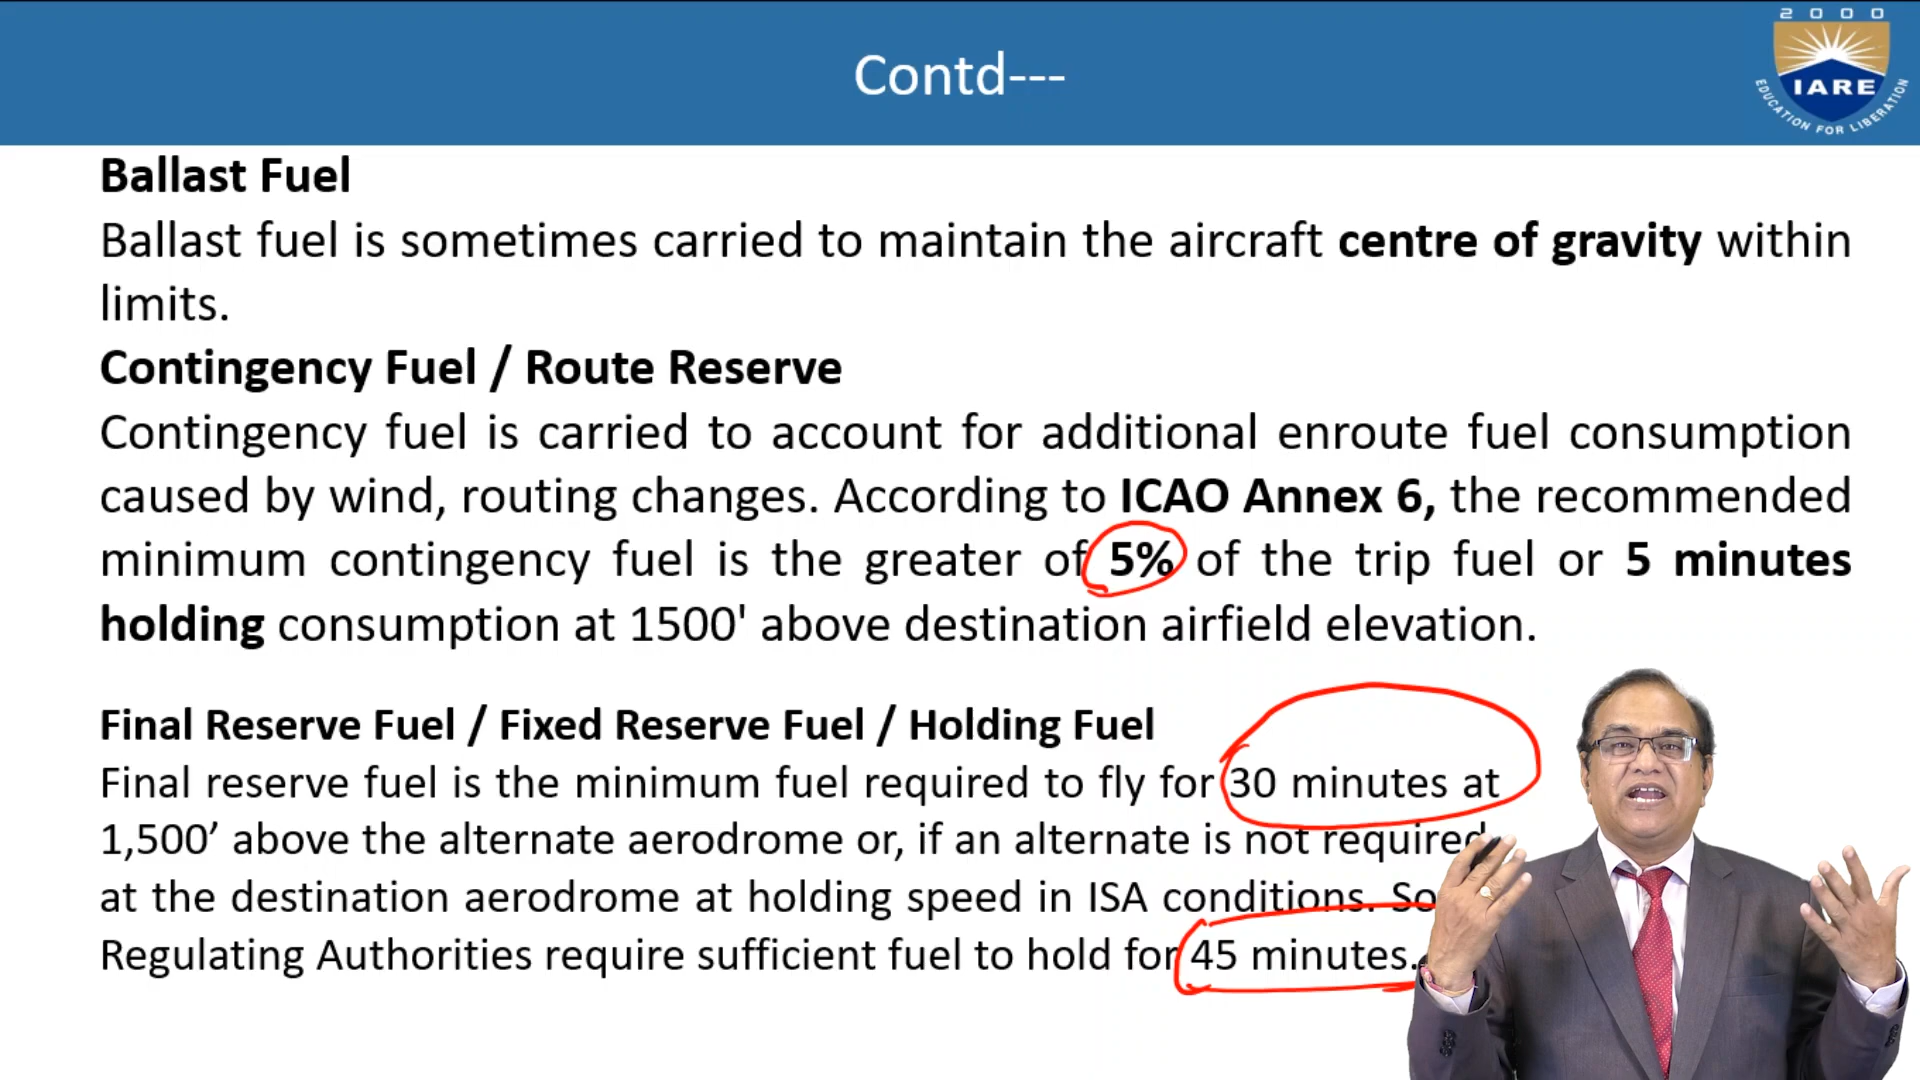 2000
IARE
EDUCATION FOR LIBERATION
Contd---
Ballast Fuel
Ballast fuel is sometimes carried to maintain the aircraft centre of gravity within
limits.
Contingency Fuel / Route Reserve
Contingency fuel is carried to account for additional enroute fuel consumption
caused by wind, routing changes. According to ICAO Annex 6, the recommended
minimum contingency fuel is the greater of 5% of the trip fuel or 5 minutes
holding consumption at 1500' above destination airfield elevation.
Final Reserve Fuel / Fixed Reserve Fuel / Holding Fuel
Final reserve fuel is the minimum fuel required to fly for 30 minutes at
1,500’ above the alternate aerodrome or, if an alternate is not required
at the destination aerodrome at holding speed in ISA conditions.
Regulating Authorities require sufficient fuel to hold for 45 minutes.